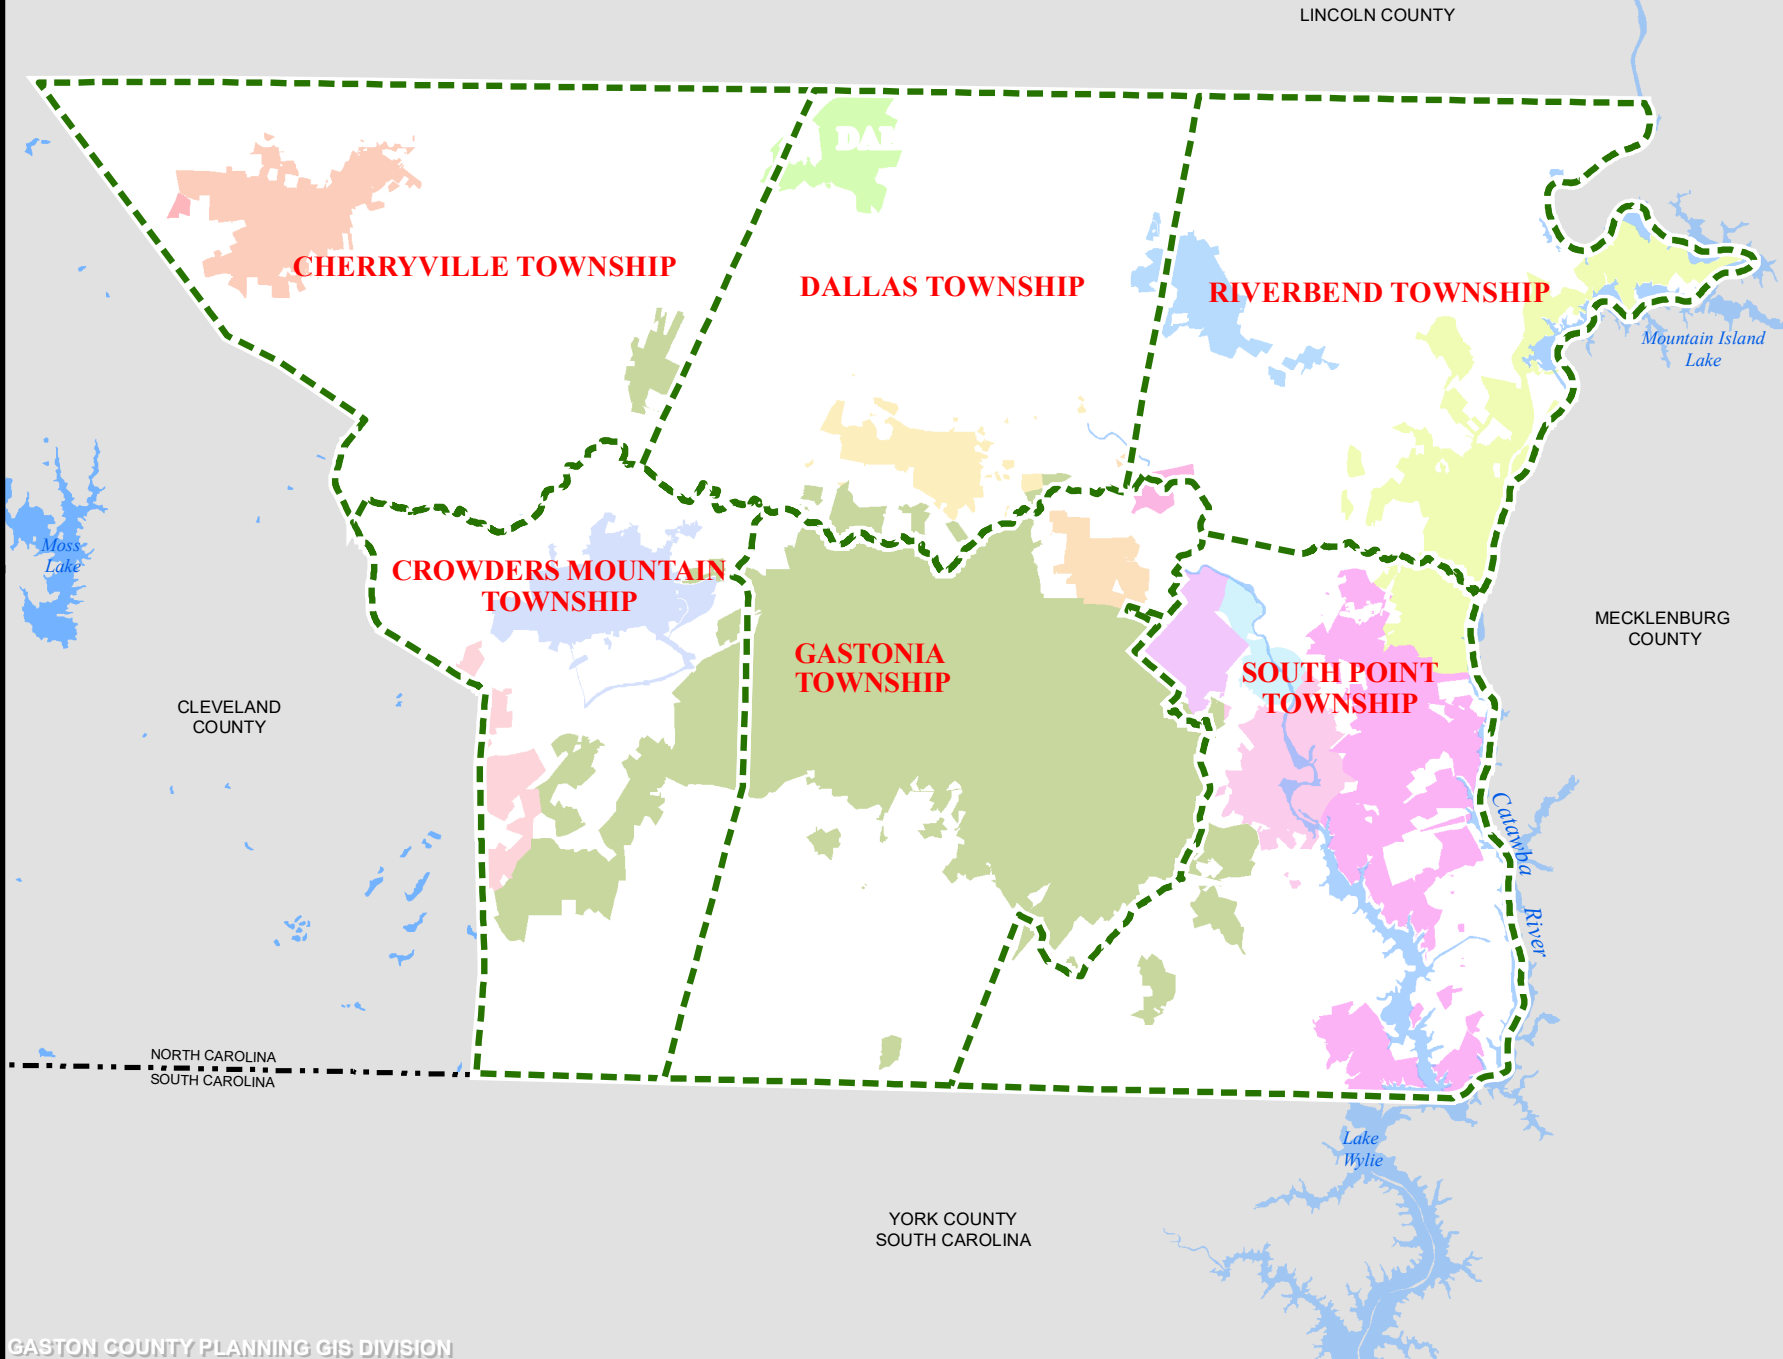 LINCOLN COUNTY
DAL
CHERRYVILLE TOWNSHIP
DALLAS TOWNSHIP
RIVERBEND TOWNSHIP
Mountain Island
Lake
Moss
Lake
CROWDERS MOUNTAIN
TOWNSHIP
MECKLENBURG
COUNTY
GASTONIA
TOWNSHIP
SOUTH POINT
TOWNSHIP
CLEVELAND
COUNTY
Catawba
River
NORTH CAROLINA
SOUTH CAROLINA
Lake
Wylie
YORK COUNTY
SOUTH CAROLINA
GASTON COUNTY PLANNING GIS DIVISION